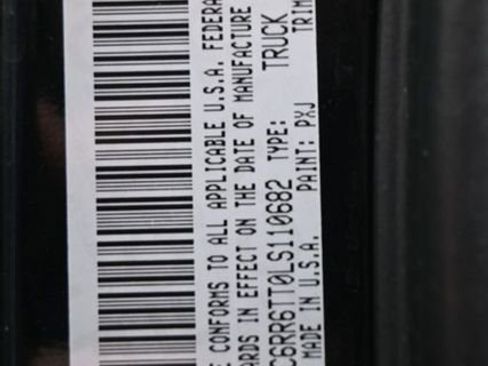 E CONFORMS TO ALL APPLICABLE U.S.A. FEDERA
ARDS IN EFFECT ON THE DATE OF MANUFACTURE
C6RR6TT0LS110682 TYPE: TRUCK
MADE IN U.S.A. PAINT: PXJ TRIM